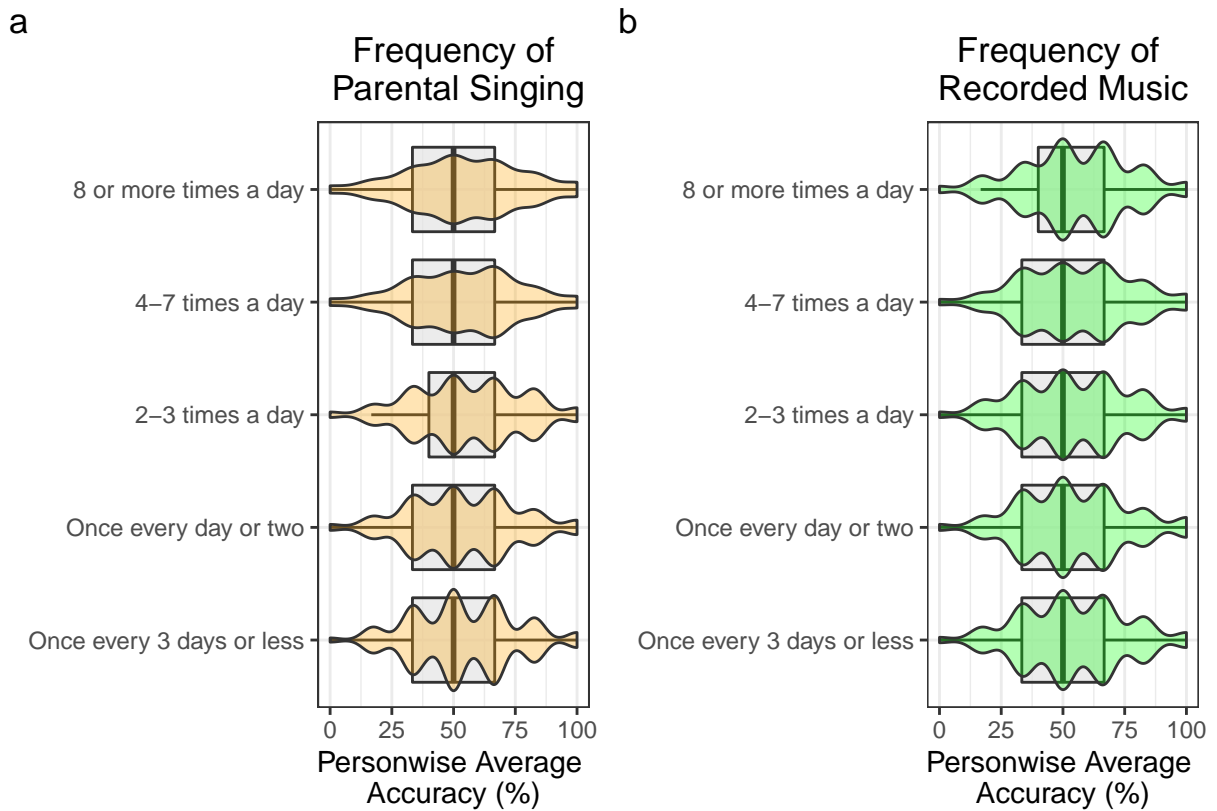 a
Frequency of
Parental Singing
8 or more times a day
4–7 times a day
2–3 times a day
Once every day or two
Once every 3 days or less
0 25 50 75 100
Personwise Average
Accuracy (%)
b
Frequency of
Recorded Music
8 or more times a day
4–7 times a day
2–3 times a day
Once every day or two
Once every 3 days or less
0 25 50 75 100
Personwise Average
Accuracy (%)